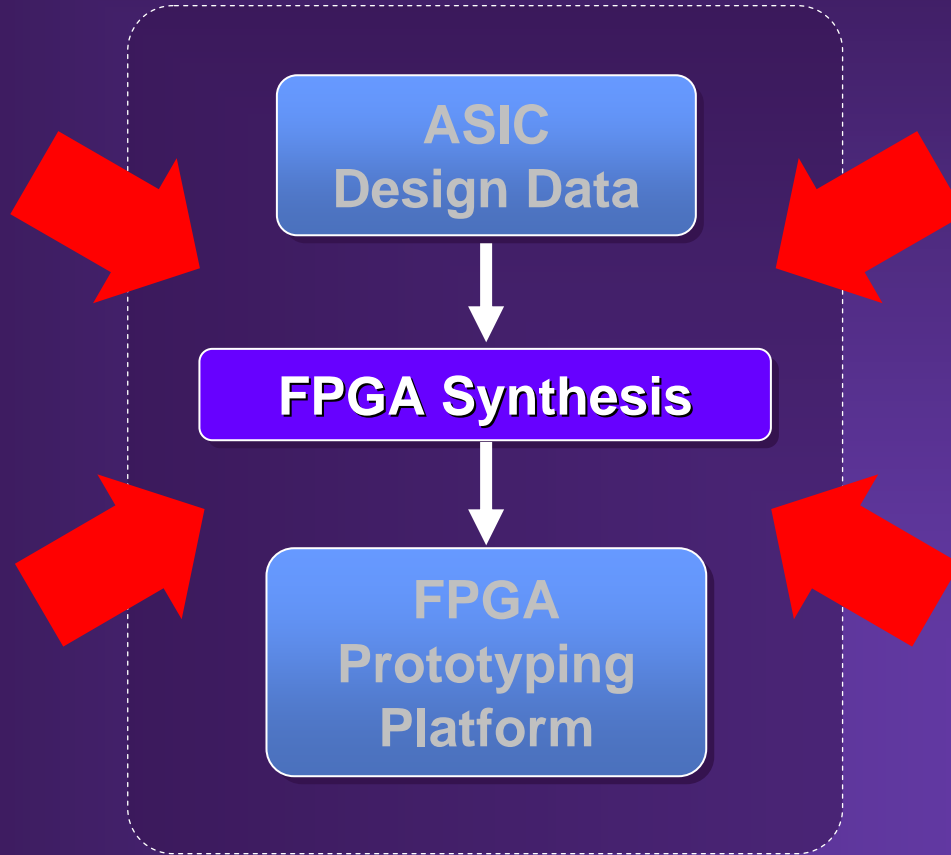 ASIC
Design Data
FPGA Synthesis
FPGA
Prototyping
Platform